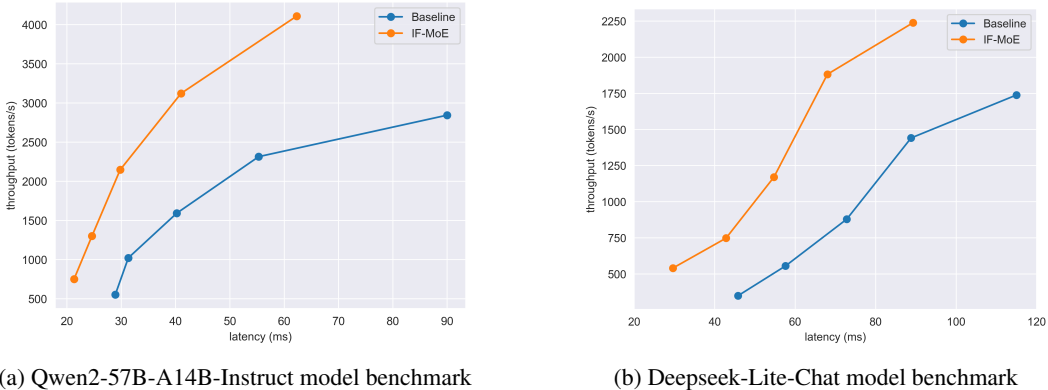 4000
3500
3000
2500
2000
1500
1000
500
throughput (tokens/s)
20 30 40 50 60 70 80 90
latency (ms)
Baseline
IF-MoE
(a) Qwen2-57B-A14B-Instruct model benchmark
2250
2000
1750
1500
1250
1000
750
500
throughput (tokens/s)
20 40 60 80 100 120
latency (ms)
Baseline
IF-MoE
(b) Deepseek-Lite-Chat model benchmark